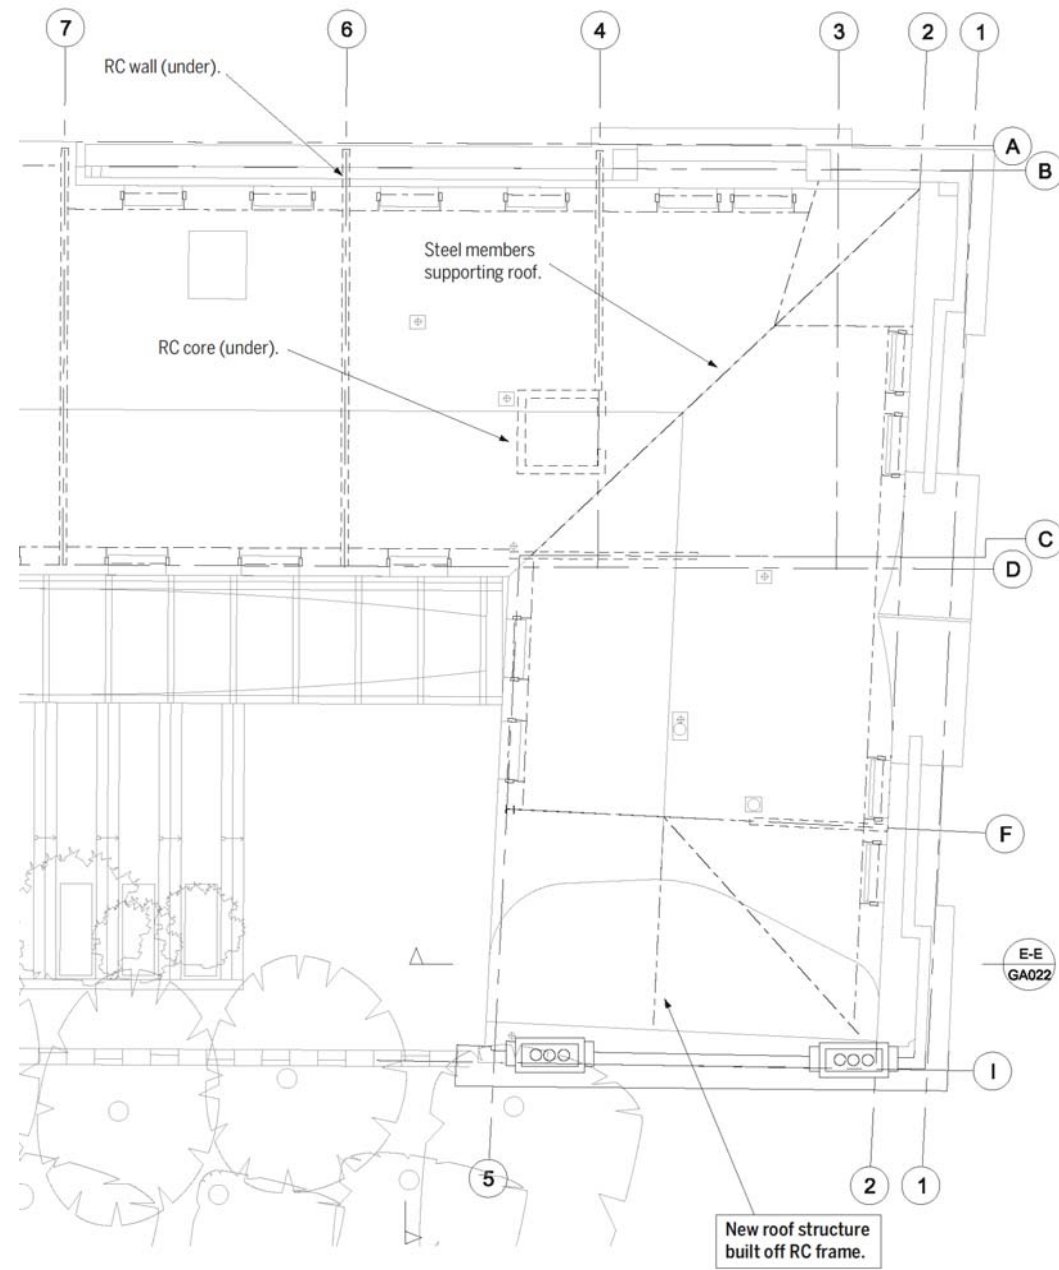 7
6
4
3
2
1
RC wall (under).
A
B
Steel members
supporting roof.
RC core (under).
C
D
F
E-E
GA022
I
5
2
1
New roof structure
built off RC frame.